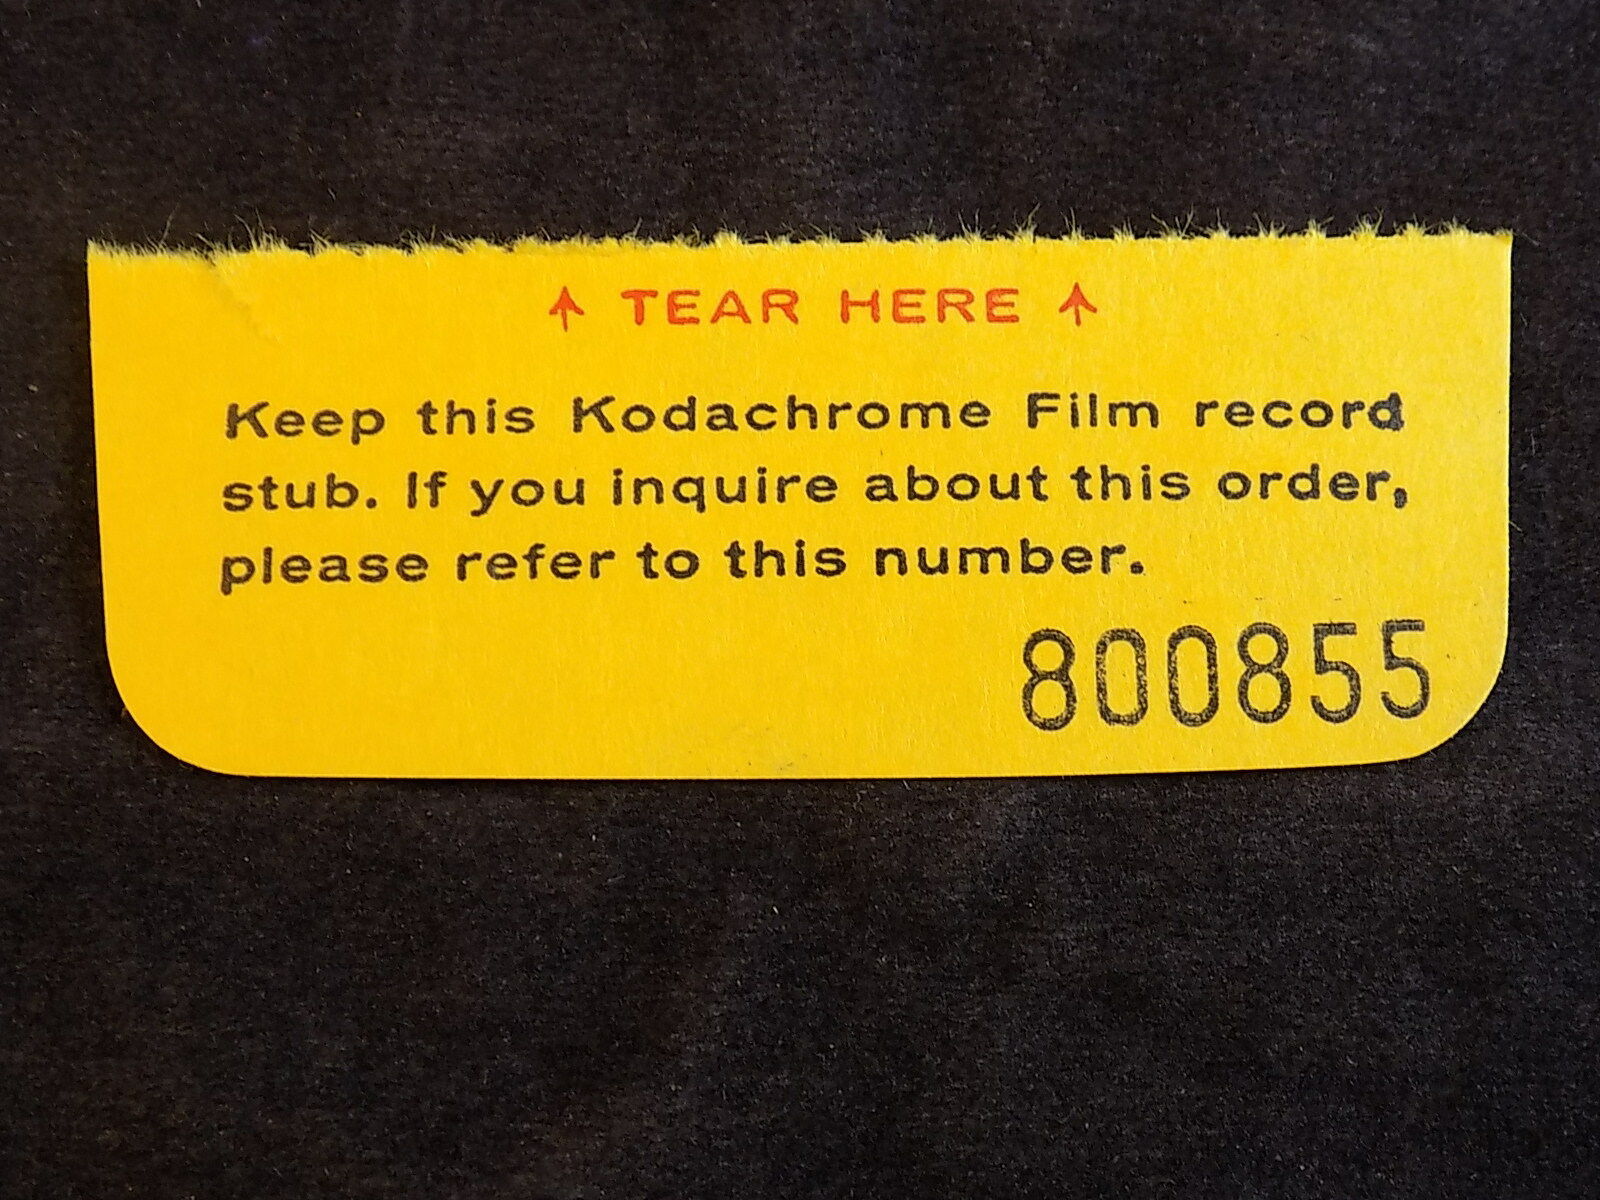 ↑ TEAR HERE ↑
Keep this Kodachrome Film record
stub. If you inquire about this order,
please refer to this number.
800855